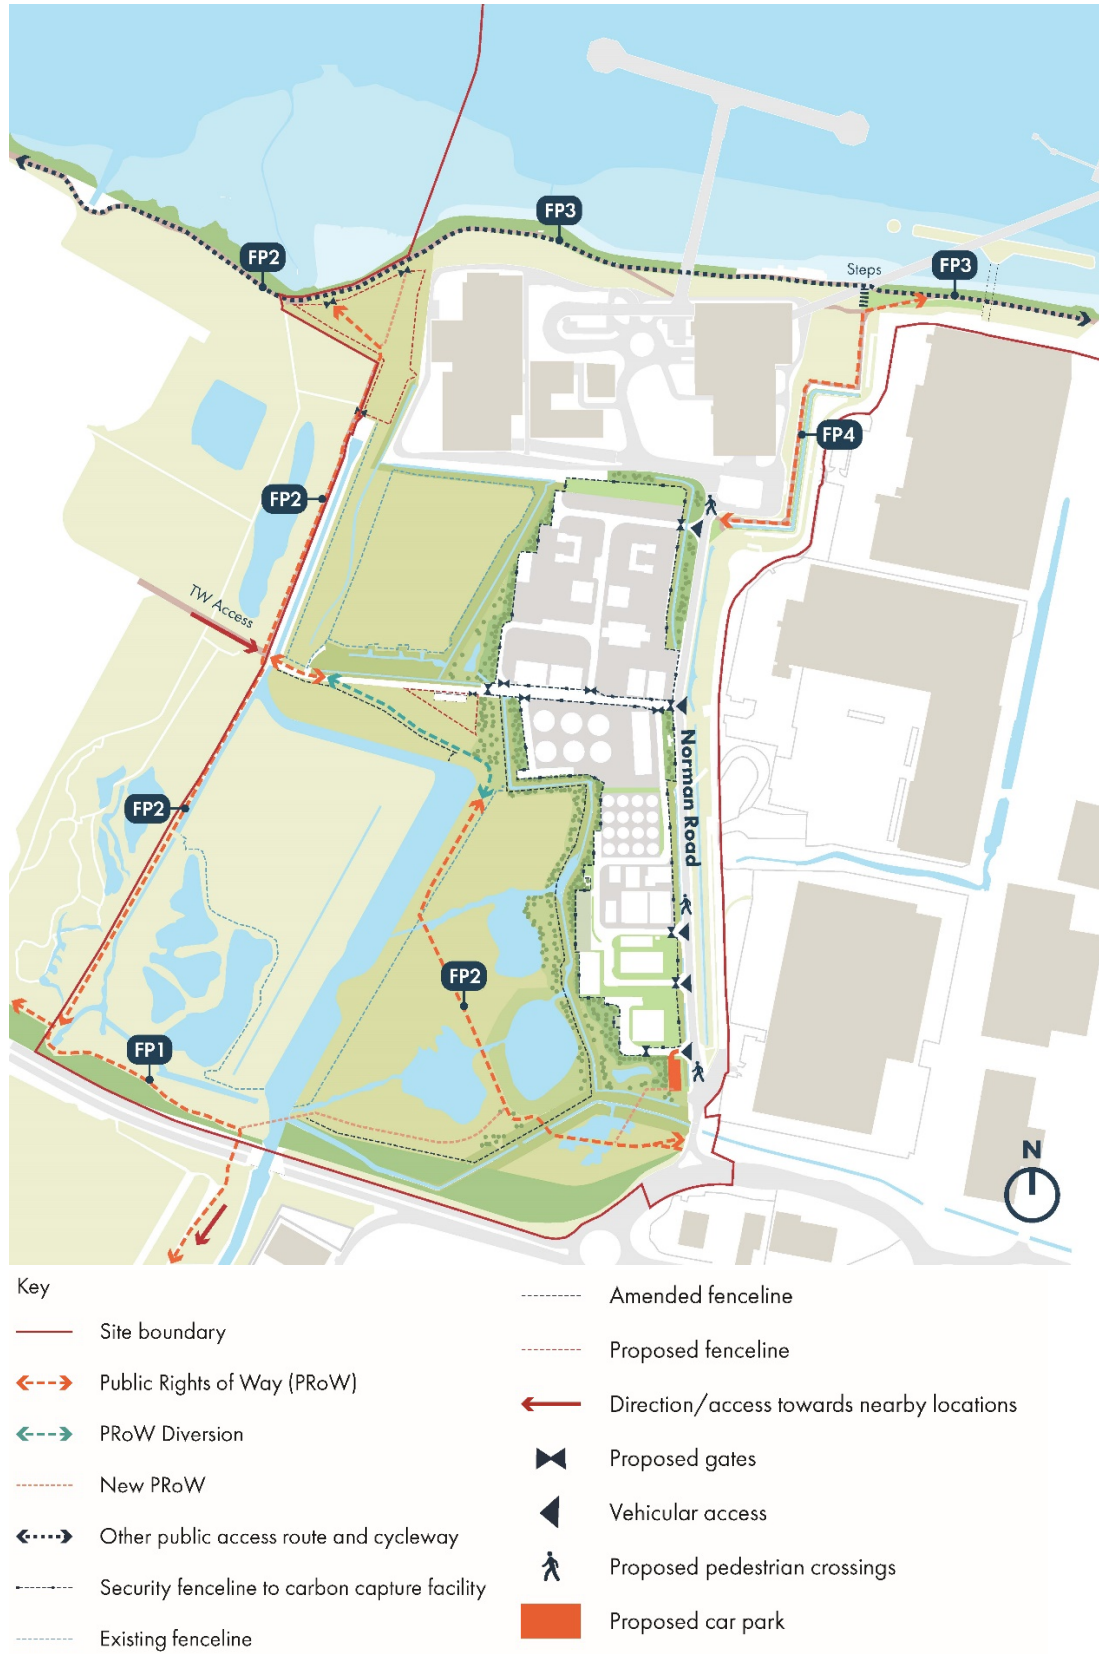 FP3
FP2
Steps
FP3
FP4
FP2
TW Access
Norman Road
FP2
FP2
FP1
N
Key
Site boundary
Public Rights of Way (PRoW)
PRoW Diversion
New PRoW
Other public access route and cycleway
Security fenceline to carbon capture facility
Existing fenceline
Amended fenceline
Proposed fenceline
Direction/access towards nearby locations
Proposed gates
Vehicular access
Proposed pedestrian crossings
Proposed car park